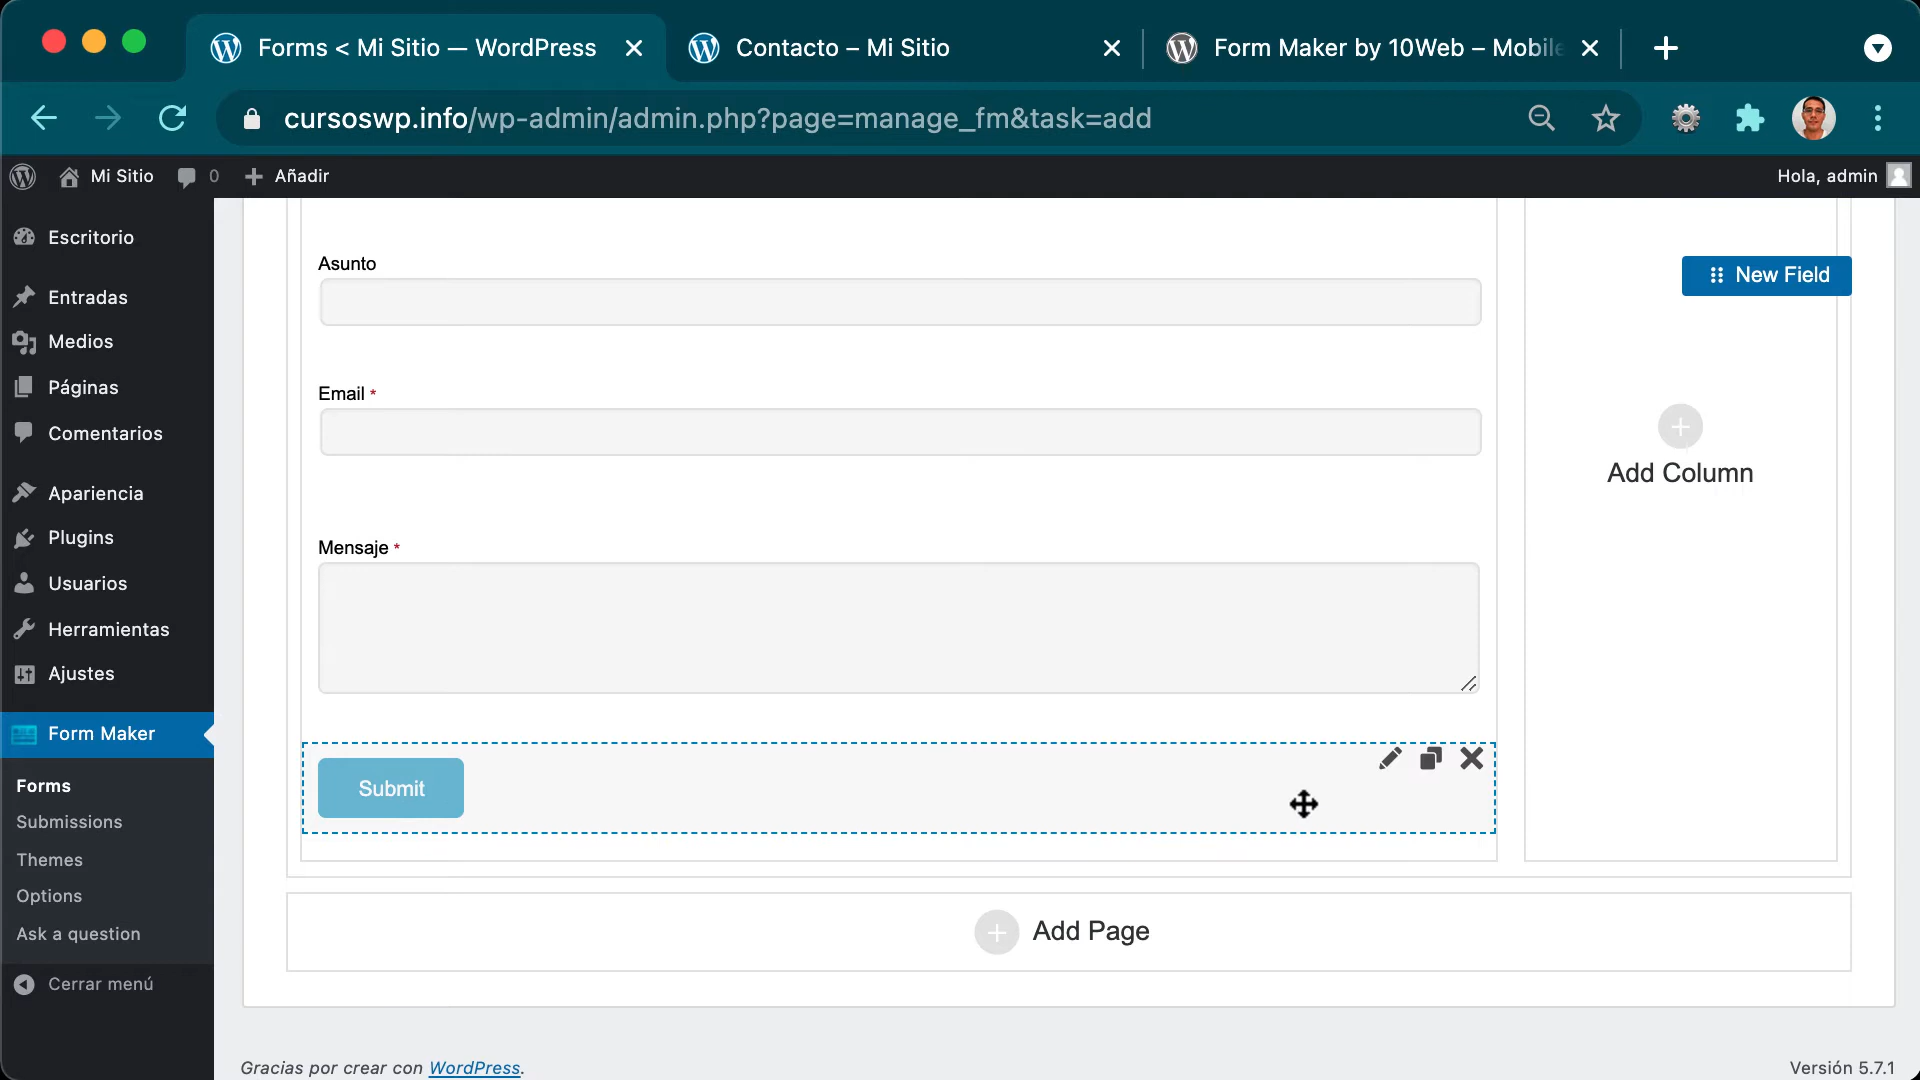 Forms < Mi Sitio — WordPress
Contacto – Mi Sitio
Form Maker by 10Web – Mobile
cursoswp.info/wp-admin/admin.php?page=manage_fm&task=add
Mi Sitio
0
Añadir
Hola, admin
Escritorio
Entradas
Medios
Páginas
Comentarios
Apariencia
Plugins
Usuarios
Herramientas
Ajustes
Form Maker
Forms
Submissions
Themes
Options
Ask a question
Cerrar menú
Asunto
Email *
Mensaje *
Submit
New Field
Add Column
Add Page
Gracias por crear con WordPress.
Versión 5.7.1